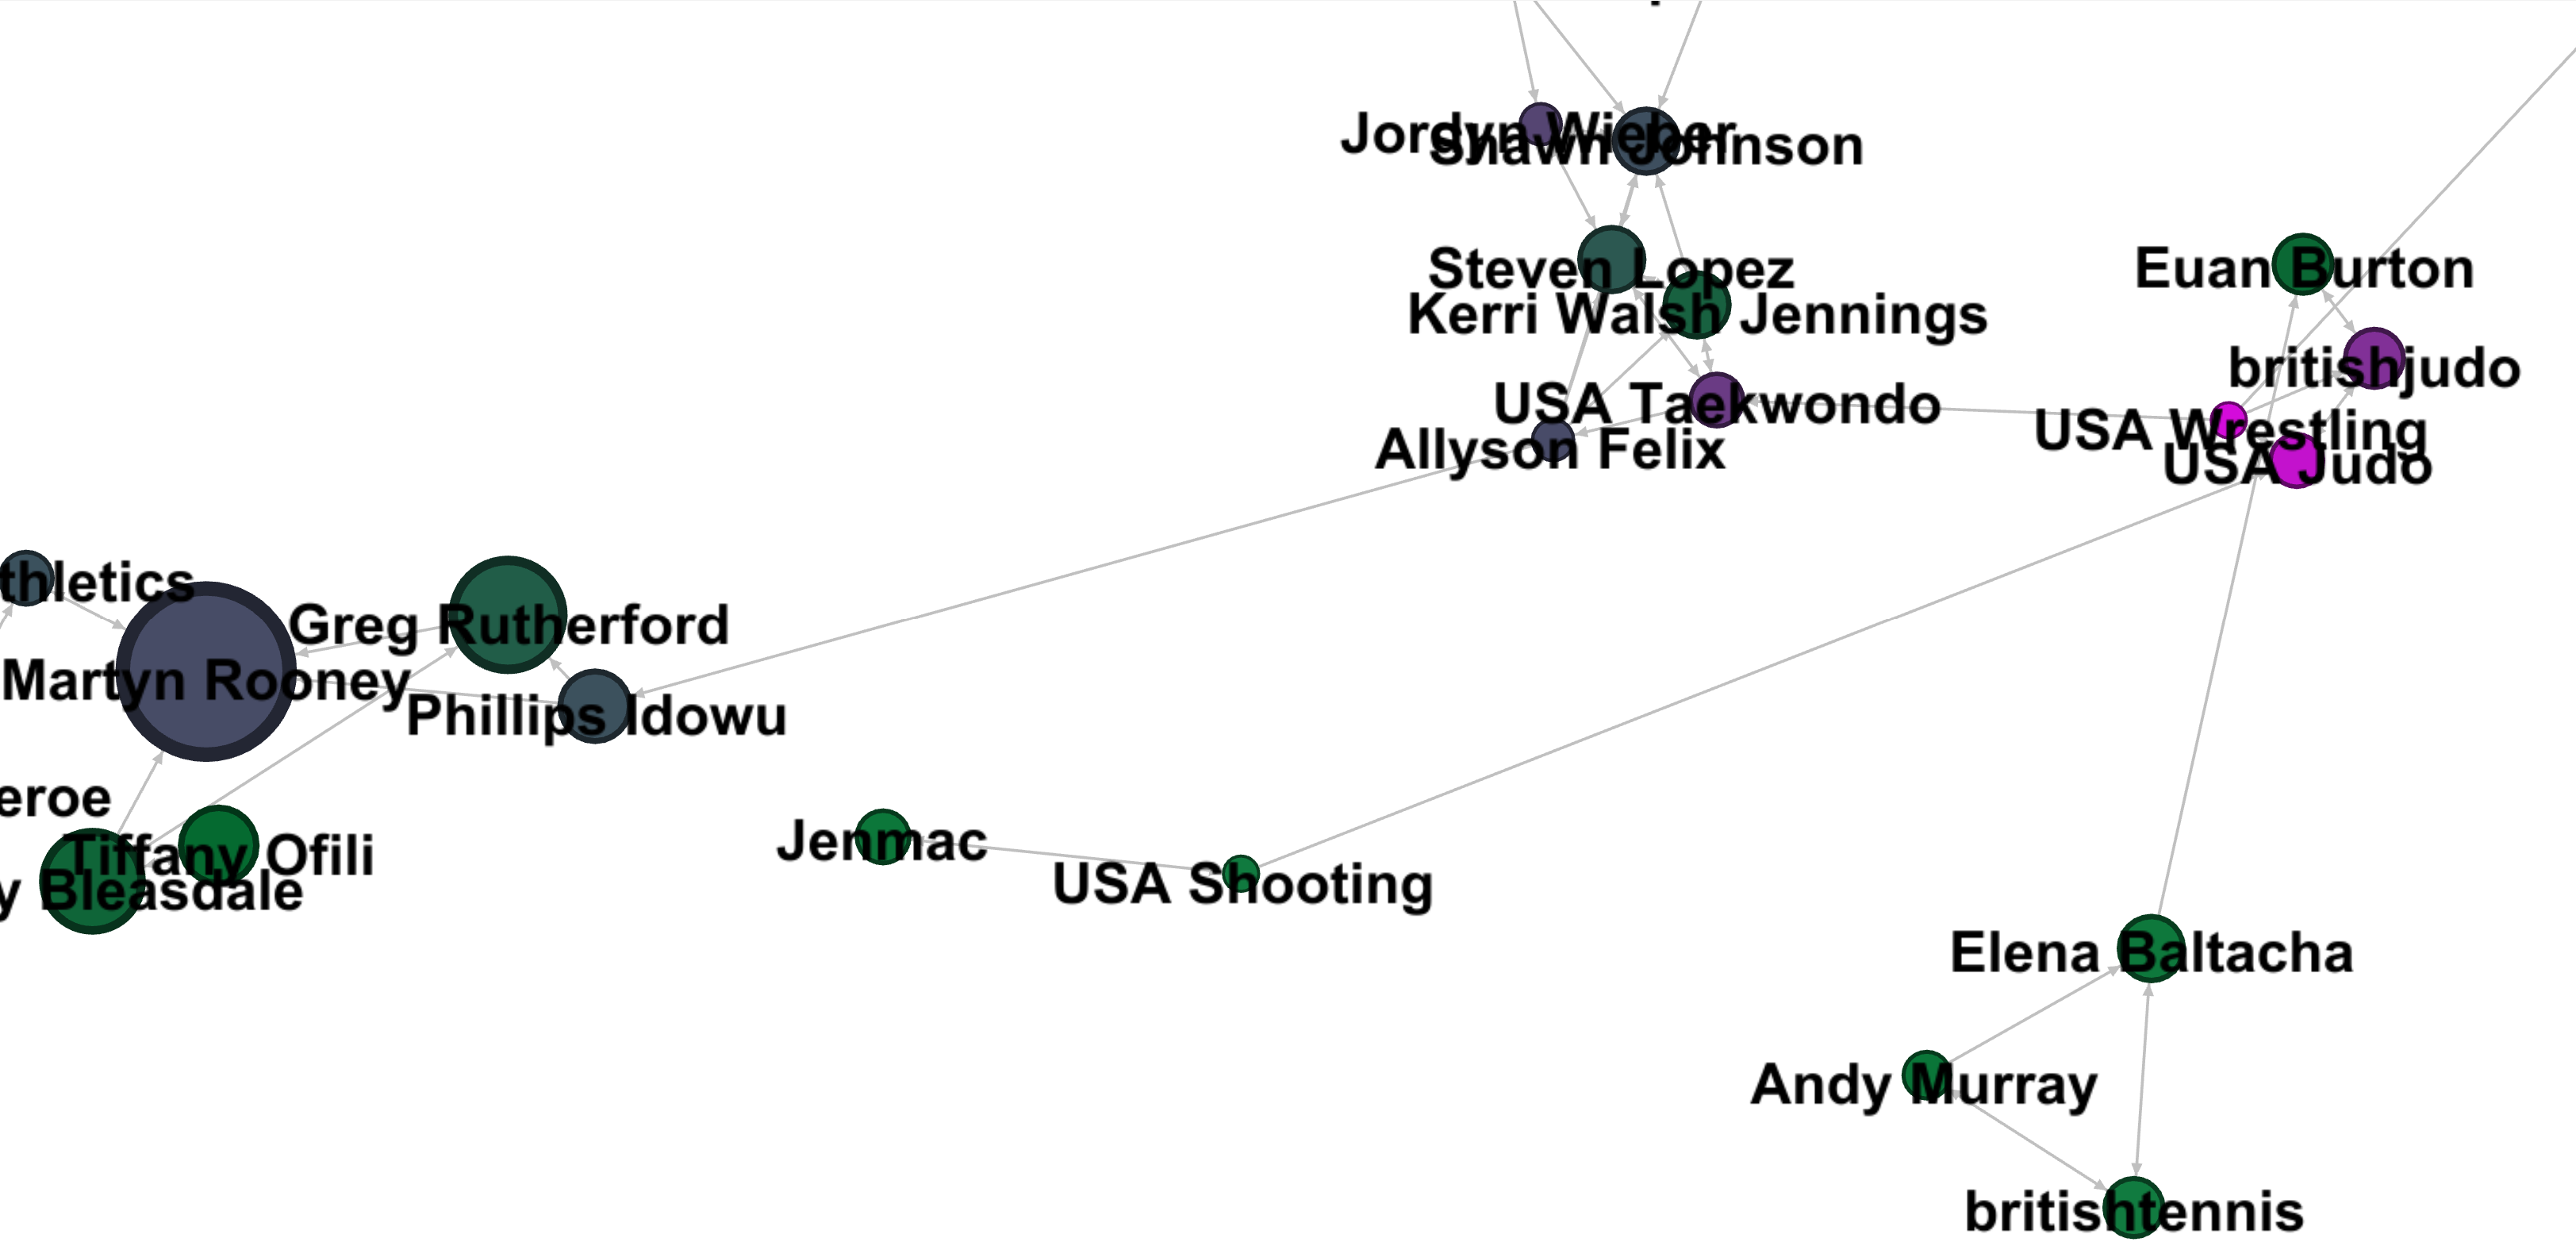 Jordyn Wieber
Shawn Johnson
Steven Lopez
Euan Burton
Kerri Walsh Jennings
britishjudo
USA Taekwondo
USA Wrestling
Allyson Felix
USA Judo
thletics
Greg Rutherford
Martyn Rooney
Phillips Idowu
eroe
Jenmac
Tiffany Ofili
USA Shooting
y Bleasdale
Elena Baltacha
Andy Murray
britishtennis